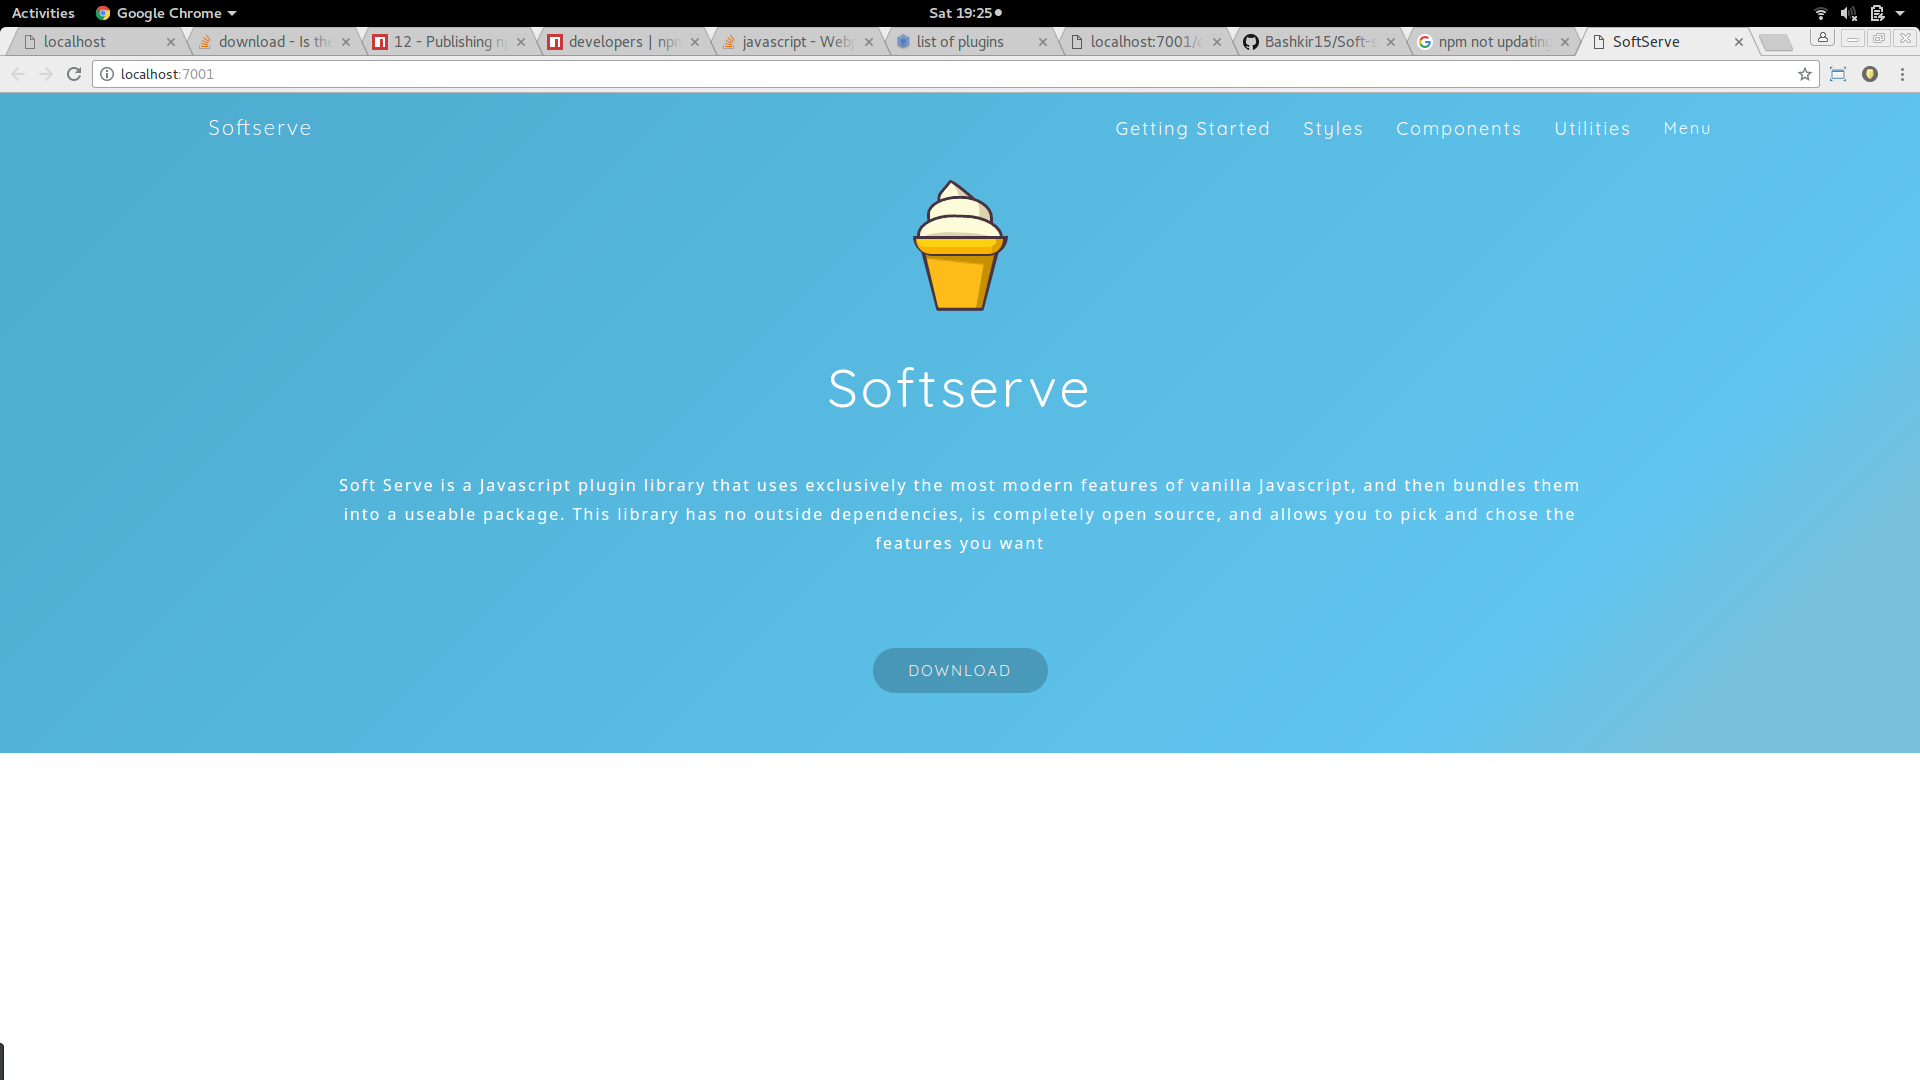 Activities Google Chrome Sat 19:25
localhost download - Is the 12 - Publishing np developers | npm javascript - Webp list of plugins localhost:7001/c Bashkir15/Soft-s npm not updating SoftServe
localhost:7001
Softserve Getting Started Styles Components Utilities Menu
Softserve
Soft Serve is a Javascript plugin library that uses exclusively the most modern features of vanilla Javascript, and then bundles them
into a useable package. This library has no outside dependencies, is completely open source, and allows you to pick and chose the
features you want
DOWNLOAD